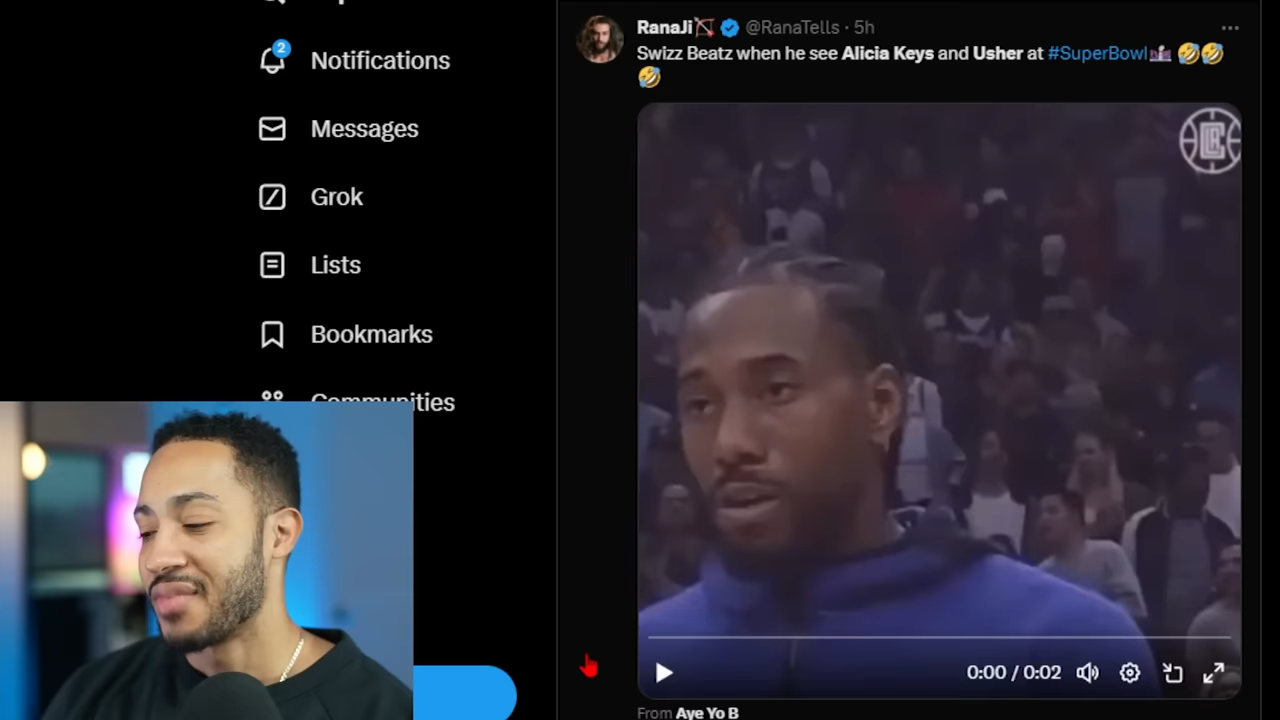 Notifications
2
Messages
Grok
Lists
Bookmarks
Communities
RanaJi🏹 @RanaTells · 5h
Swizz Beatz when he see Alicia Keys and Usher at #SuperBowl 🤣🤣
🤣
0:00 / 0:02
From Aye Yo B